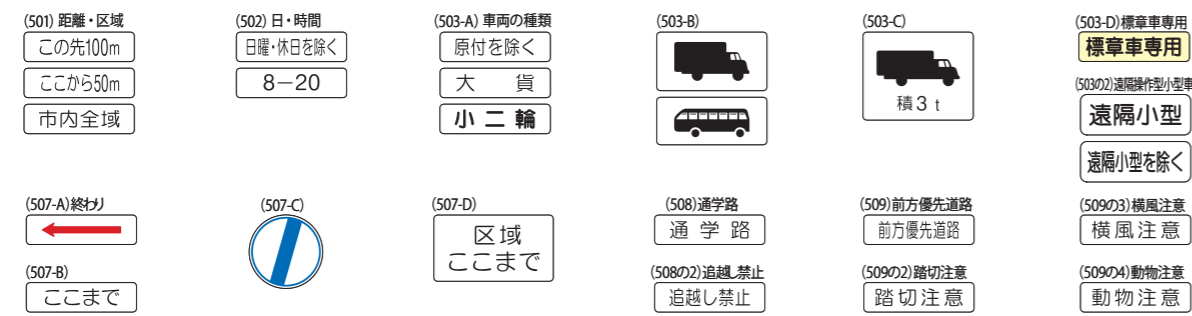 (501) 距離・区域
この先100m
ここから50m
市内全域
(502) 日・時間
日曜・休日を除く
8－20
(503-A) 車両の種類
原付を除く
大　貨
小二輪
(503-B)
(503-C)
積3t
(503-D)標章車専用
標章車専用
(503の2)遠隔操作型小型車
遠隔小型
遠隔小型を除く
(507-A)終わり
(507-B)
ここまで
(507-C)
(507-D)
区域
ここまで
(508)通学路
通学路
(508の2)追越し禁止
追越し禁止
(509)前方優先道路
前方優先道路
(509の2)踏切注意
踏切注意
(509の3)横風注意
横風注意
(509の4)動物注意
動物注意